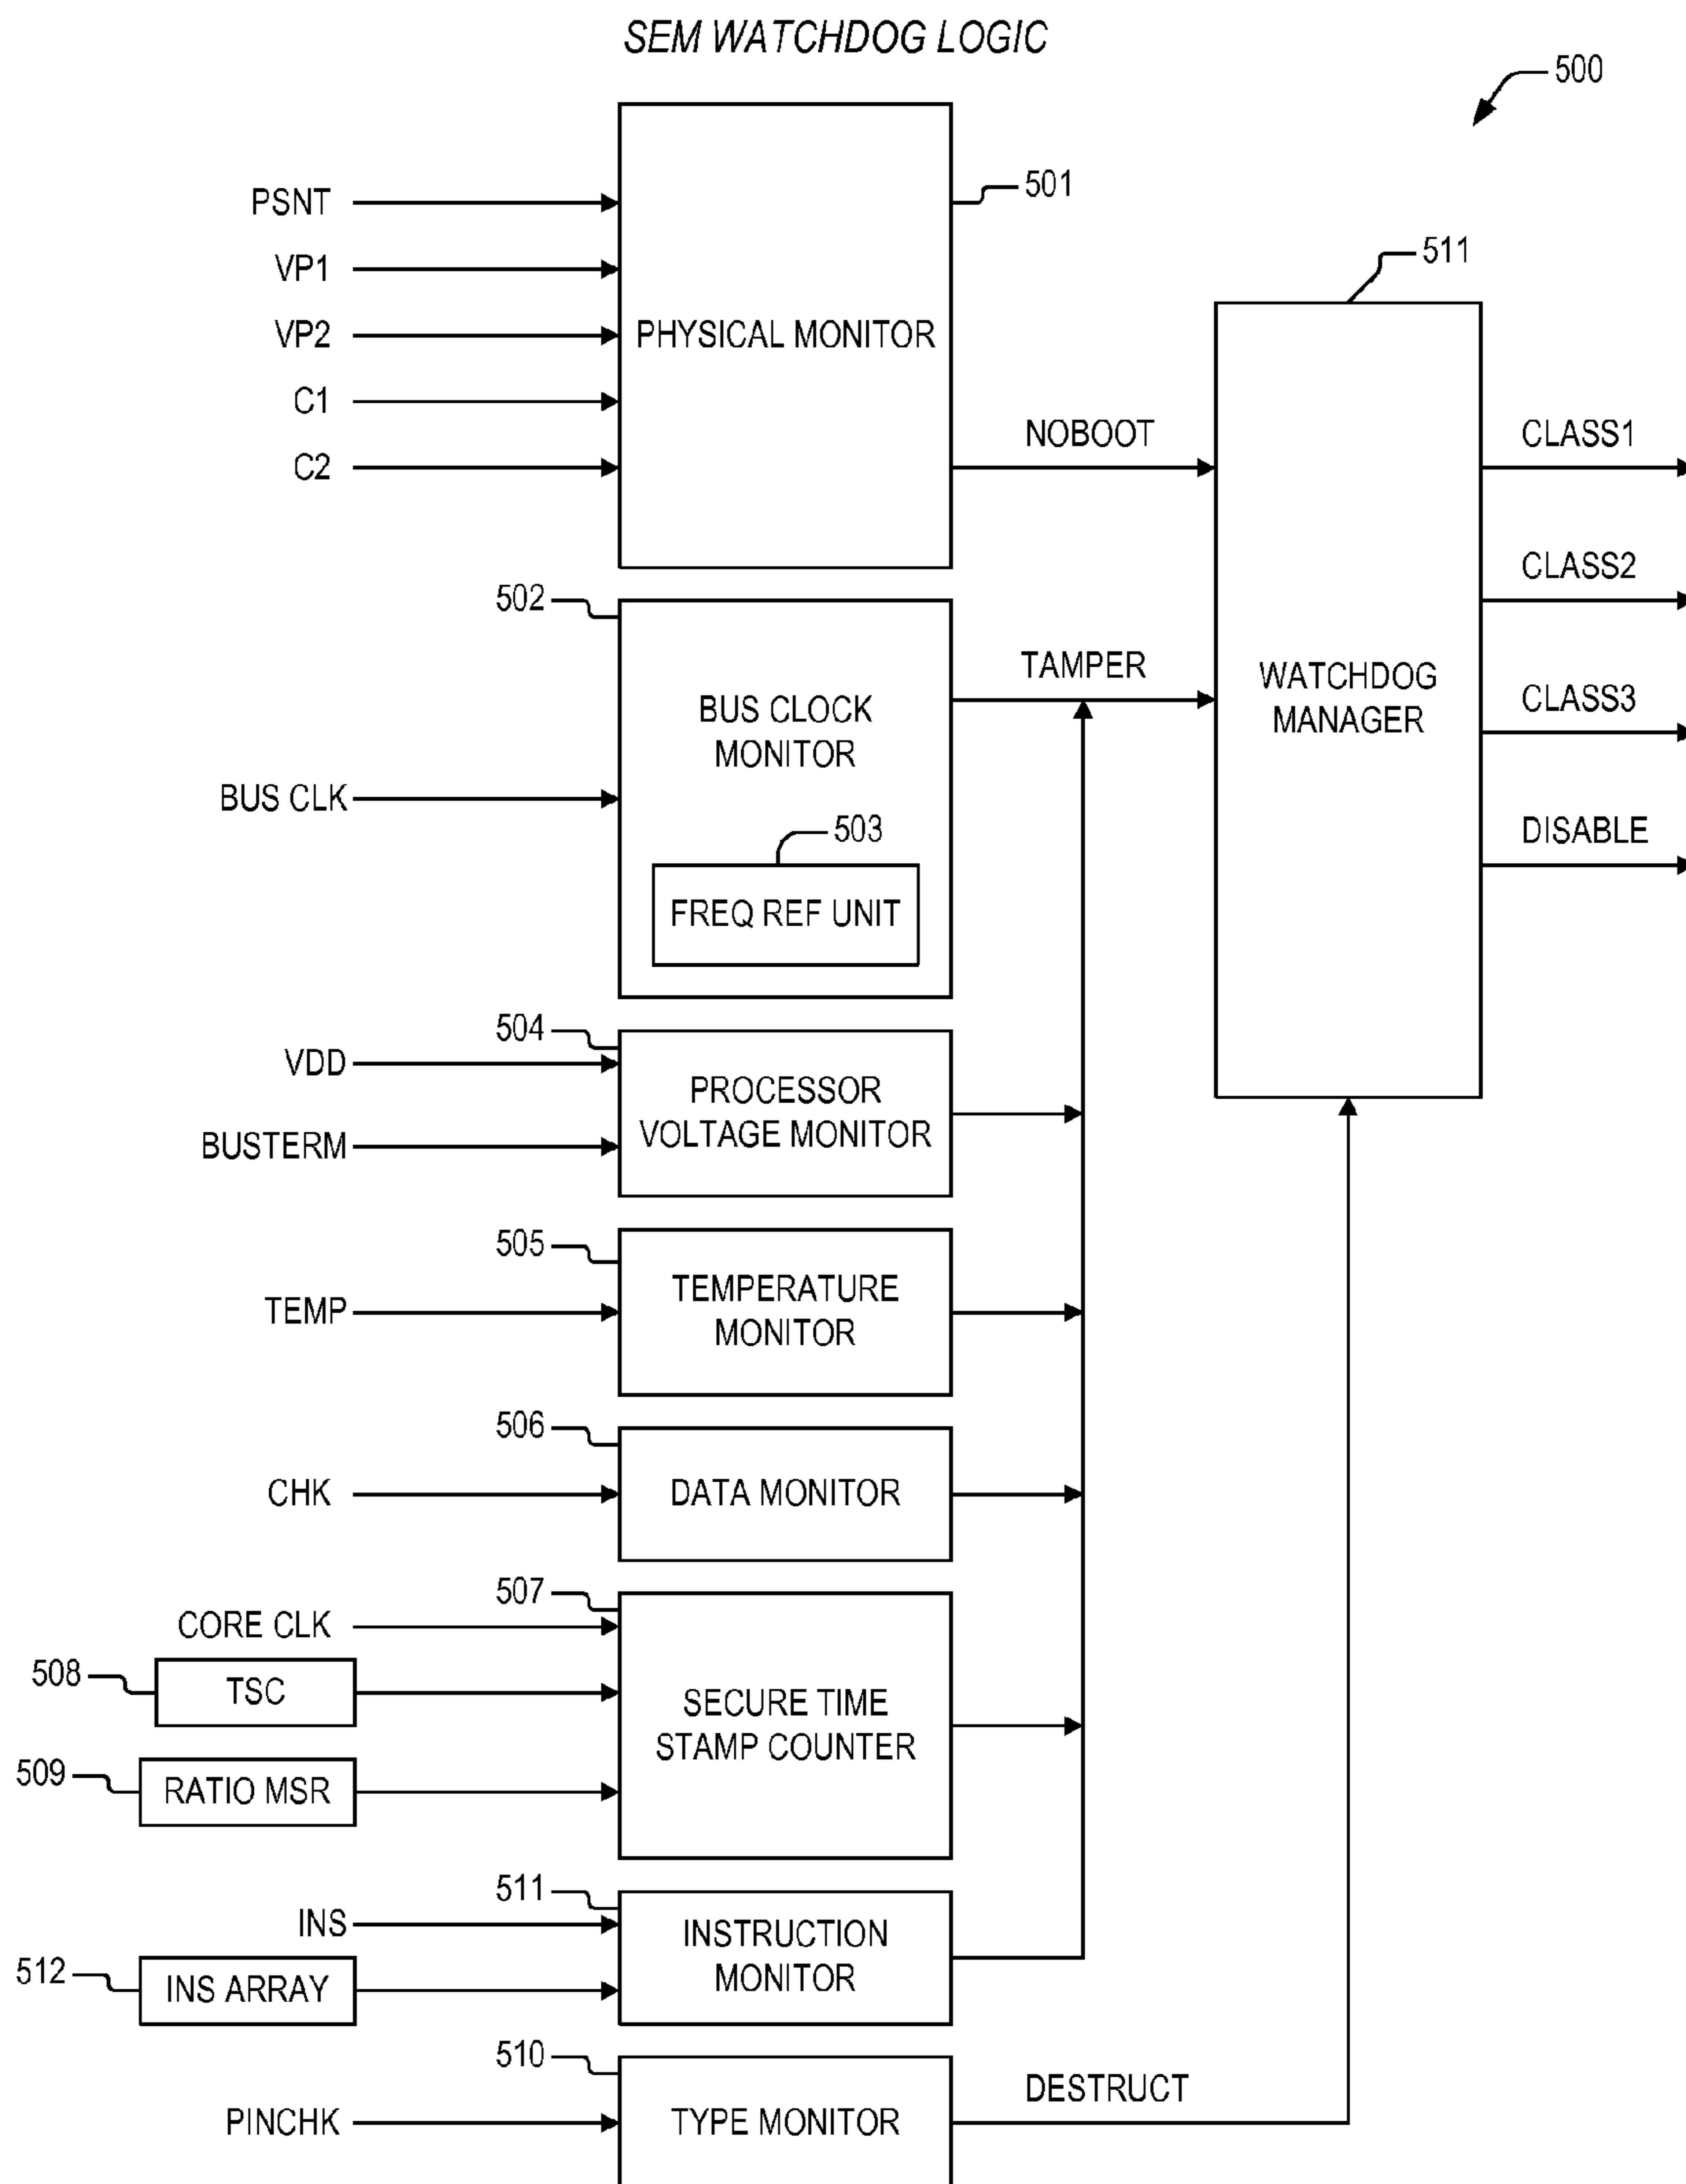 SEM WATCHDOG LOGIC
500
501
PSNT
VP1
VP2
C1
C2
PHYSICAL MONITOR
NOBOOT
511
CLASS1
CLASS2
CLASS3
DISABLE
WATCHDOG
MANAGER
502
TAMPER
BUS CLOCK
MONITOR
BUS CLK
503
FREQ REF UNIT
504
VDD
BUSTERM
PROCESSOR
VOLTAGE MONITOR
505
TEMP
TEMPERATURE
MONITOR
506
CHK
DATA MONITOR
507
CORE CLK
508
TSC
SECURE TIME
STAMP COUNTER
509
RATIO MSR
511
INS
INSTRUCTION
MONITOR
512
INS ARRAY
510
PINCHK
TYPE MONITOR
DESTRUCT